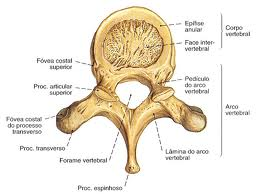 Epífise
anular
Face inter-
vertebral
Corpo
vertebral
Fóvea costal
superior
Proc. articular
superior
Pedículo
do arco
vertebral
Arco
vertebral
Fóvea costal
do processo
transverso
Proc. transverso
Lâmina do arco
vertebral
Forame vertebral
Proc. espinhoso